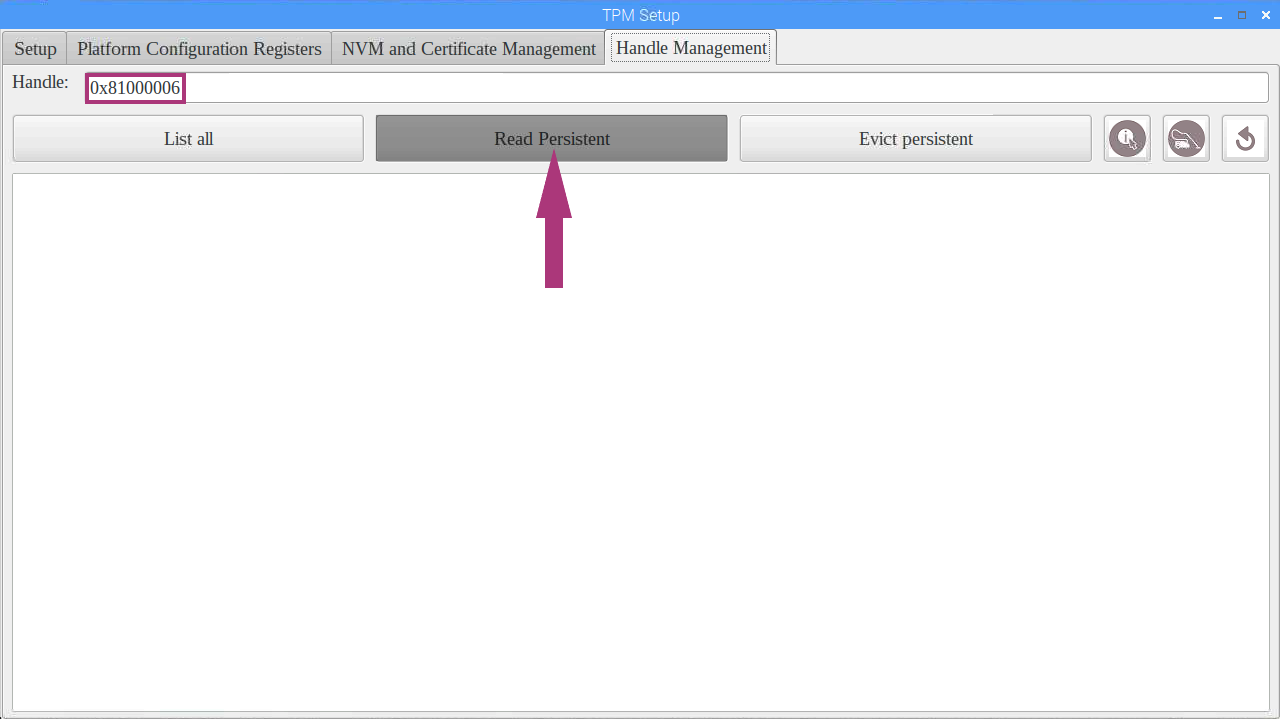 TPM Setup
Setup Platform Configuration Registers NVM and Certificate Management Handle Management
Handle: 0x81000006
List all Read Persistent Evict persistent